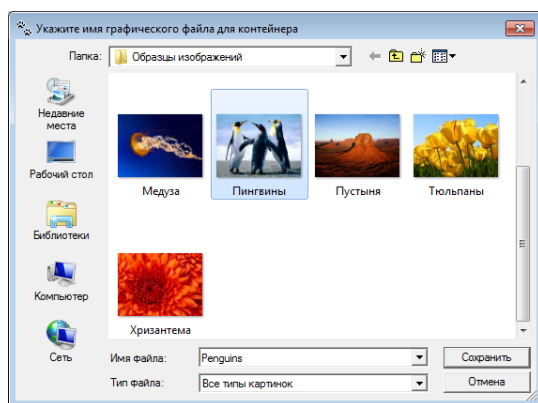 Укажите имя графического файла для контейнера
Папка:
Образцы изображений
Недавние
места
Рабочий стол
Библиотеки
Компьютер
Сеть
Медуза
Пингвины
Пустыня
Тюльпаны
Хризантема
Имя файла:
Penguins
Сохранить
Тип файла:
Все типы картинок
Отмена